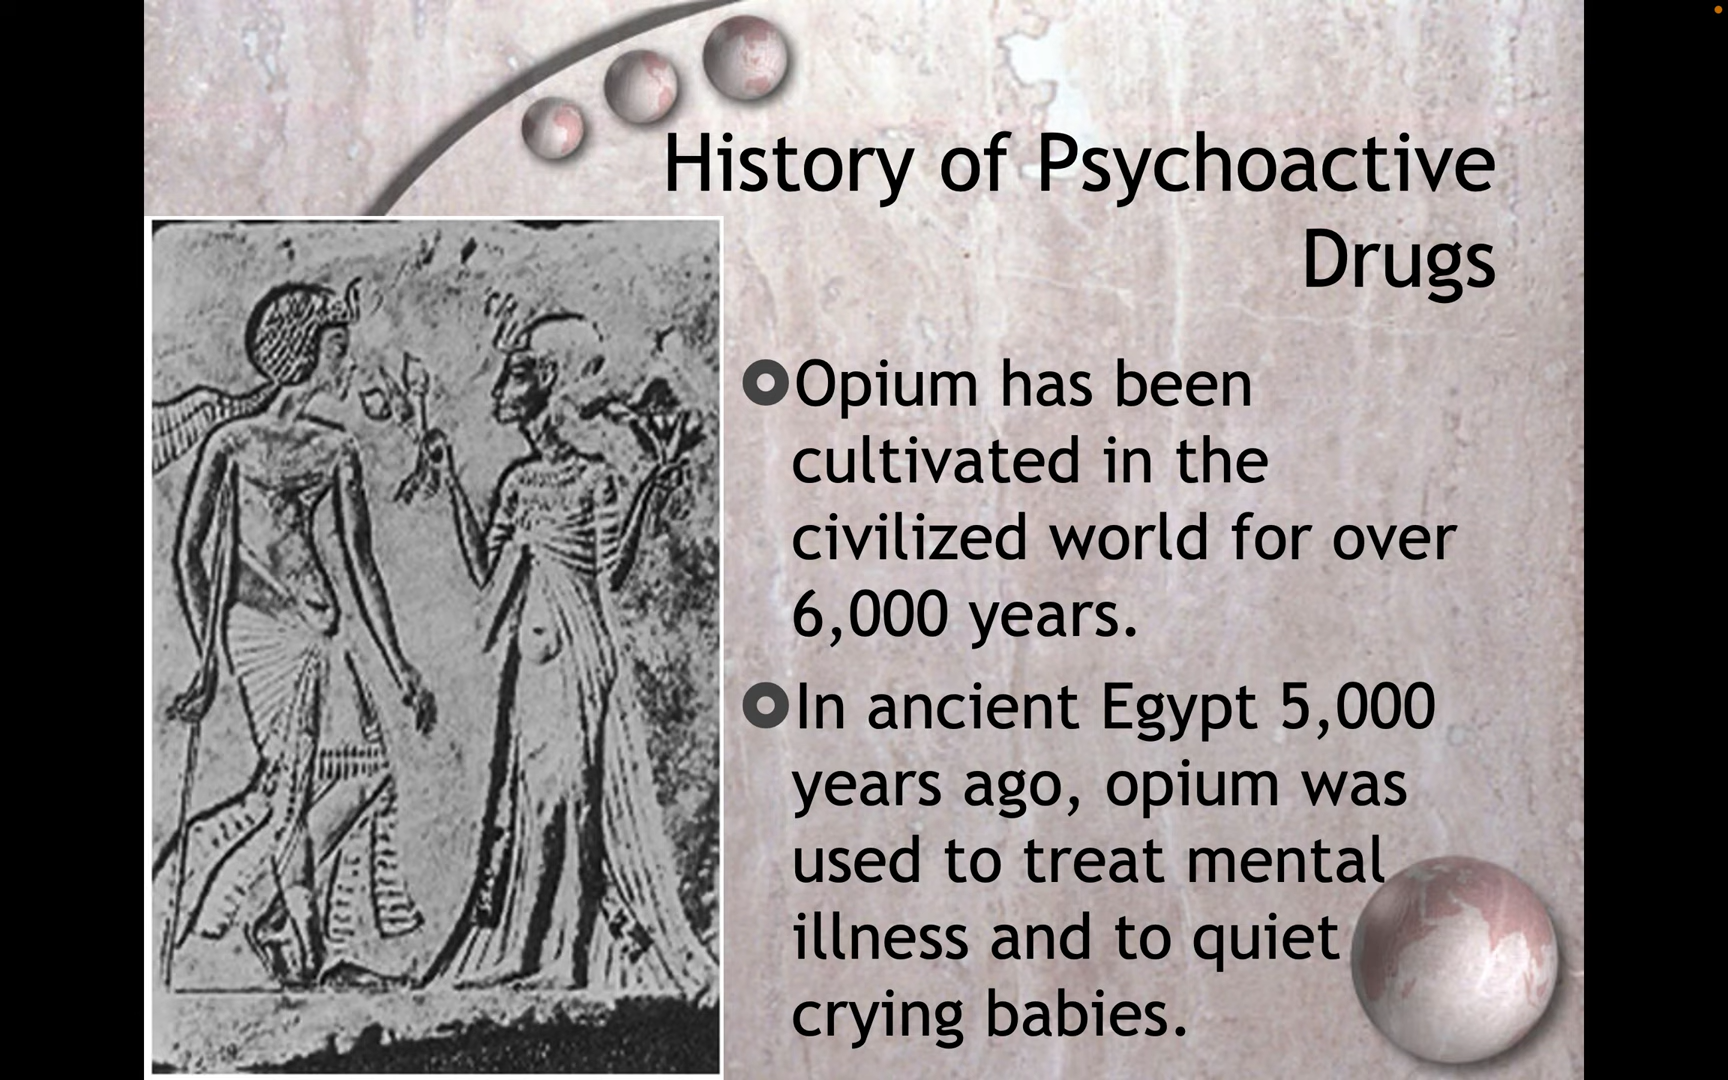 History of Psychoactive
Drugs
Opium has been
cultivated in the
civilized world for over
6,000 years.
In ancient Egypt 5,000
years ago, opium was
used to treat mental
illness and to quiet
crying babies.